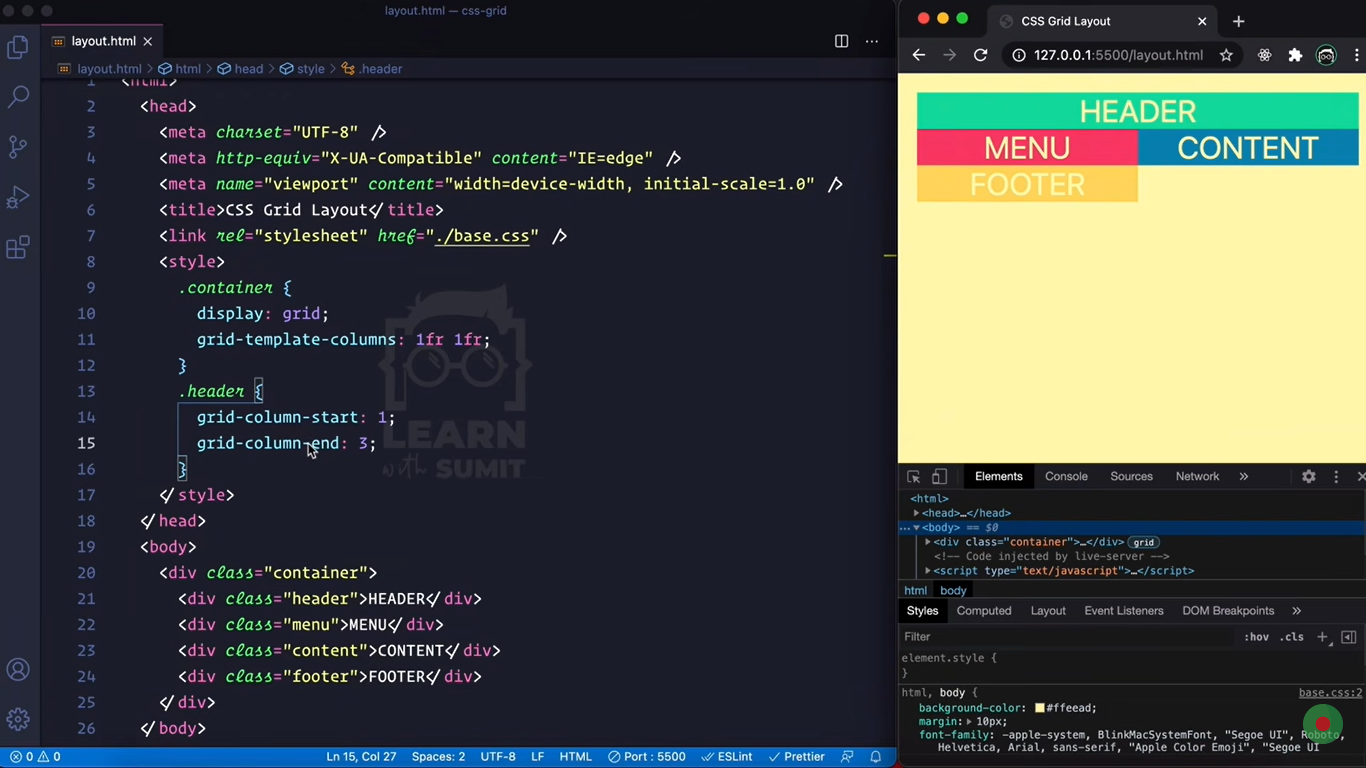 layout.html — css-grid
layout.html
layout.html > html > head > style > .header
1 <html>
2 <head>
3 <meta charset="UTF-8" />
4 <meta http-equiv="X-UA-Compatible" content="IE=edge" />
5 <meta name="viewport" content="width=device-width, initial-scale=1.0" />
6 <title>CSS Grid Layout</title>
7 <link rel="stylesheet" href="./base.css" />
8 <style>
9 .container {
10 display: grid;
11 grid-template-columns: 1fr 1fr;
12 }
13 .header {
14 grid-column-start: 1;
15 grid-column-end: 3;
16 }
17 </style>
18 </head>
19 <body>
20 <div class="container">
21 <div class="header">HEADER</div>
22 <div class="menu">MENU</div>
23 <div class="content">CONTENT</div>
24 <div class="footer">FOOTER</div>
25 </div>
26 </body>
LEARN
with SUMIT
0 0 Ln 15, Col 27 Spaces: 2 UTF-8 LF HTML Port : 5500 ESLint Prettier
CSS Grid Layout
127.0.0.1:5500/layout.html
HEADER
MENU CONTENT
FOOTER
Elements Console Sources Network »
<html>
<head>…</head>
<body> == $0
<div class="container">…</div> grid
<!-- Code injected by live-server -->
<script type="text/javascript">…</script>
html body
Styles Computed Layout Event Listeners DOM Breakpoints »
Filter :hov .cls +
element.style {
}
html, body { base.css:2
background-color: #ffeead;
margin: 10px;
font-family: -apple-system, BlinkMacSystemFont, "Segoe UI", Roboto,
Helvetica, Arial, sans-serif, "Apple Color Emoji", "Segoe UI